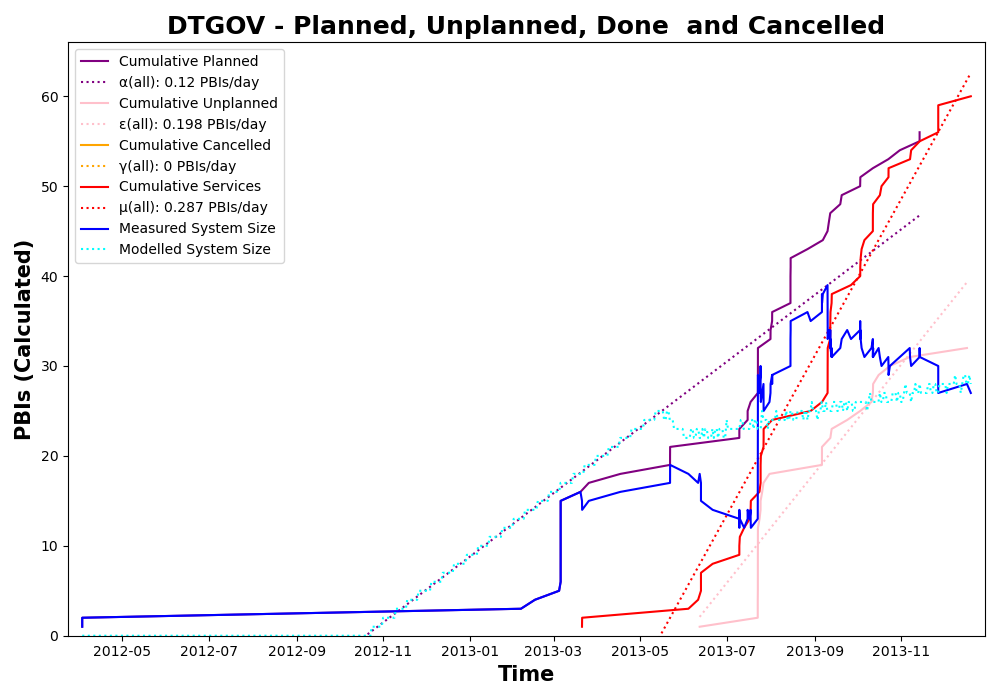 DTGOV - Planned, Unplanned, Done  and Cancelled
Cumulative Planned
α(all): 0.12 PBIs/day
Cumulative Unplanned
ε(all): 0.198 PBIs/day
Cumulative Cancelled
γ(all): 0 PBIs/day
Cumulative Services
μ(all): 0.287 PBIs/day
Measured System Size
Modelled System Size
PBIs (Calculated)
60
50
40
30
20
10
0
2012-05 2012-07 2012-09 2012-11 2013-01 2013-03 2013-05 2013-07 2013-09 2013-11
Time